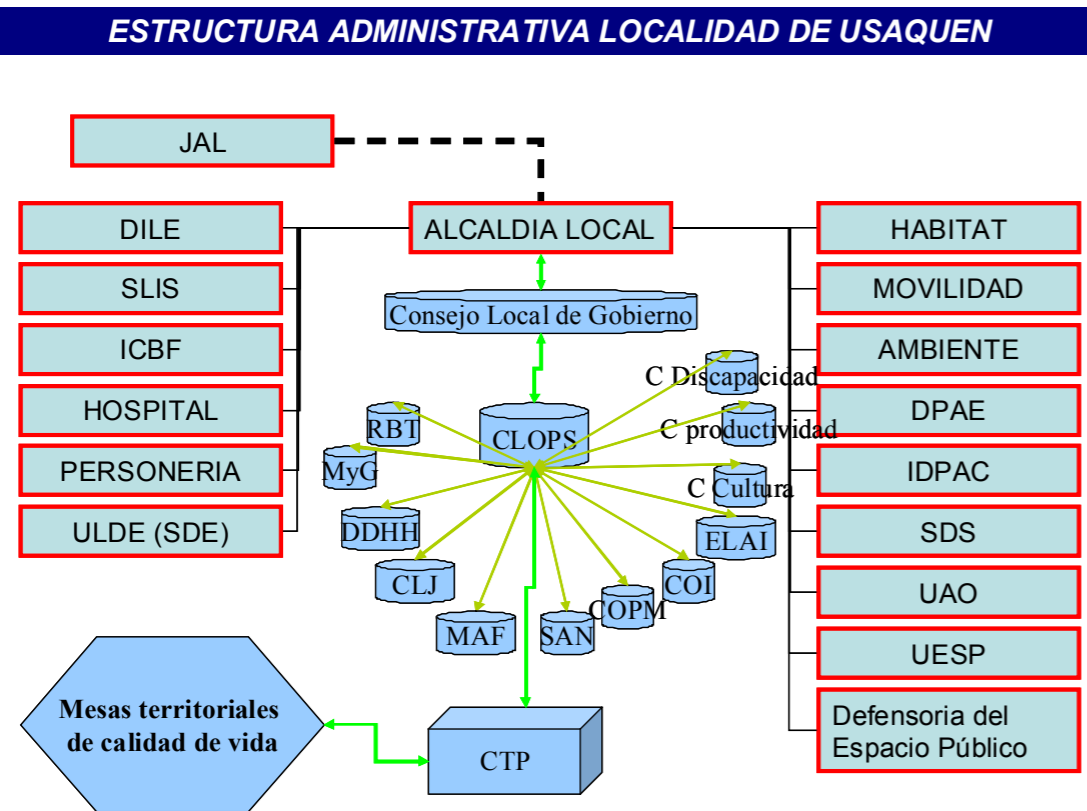 ESTRUCTURA ADMINISTRATIVA LOCALIDAD DE USAQUEN
JAL
DILE
ALCALDIA LOCAL
HABITAT
SLIS
Consejo Local de Gobierno
MOVILIDAD
ICBF
AMBIENTE
C Discapacidad
HOSPITAL
RBT
CLOPS
C productividad
DPAE
PERSONERIA
MyG
C Cultura
IDPAC
ULDE (SDE)
DDHH
ELAI
SDS
CLJ
COI
UAO
MAF
SAN
COPM
UESP
Mesas territoriales
de calidad de vida
CTP
Defensoria del
Espacio Público